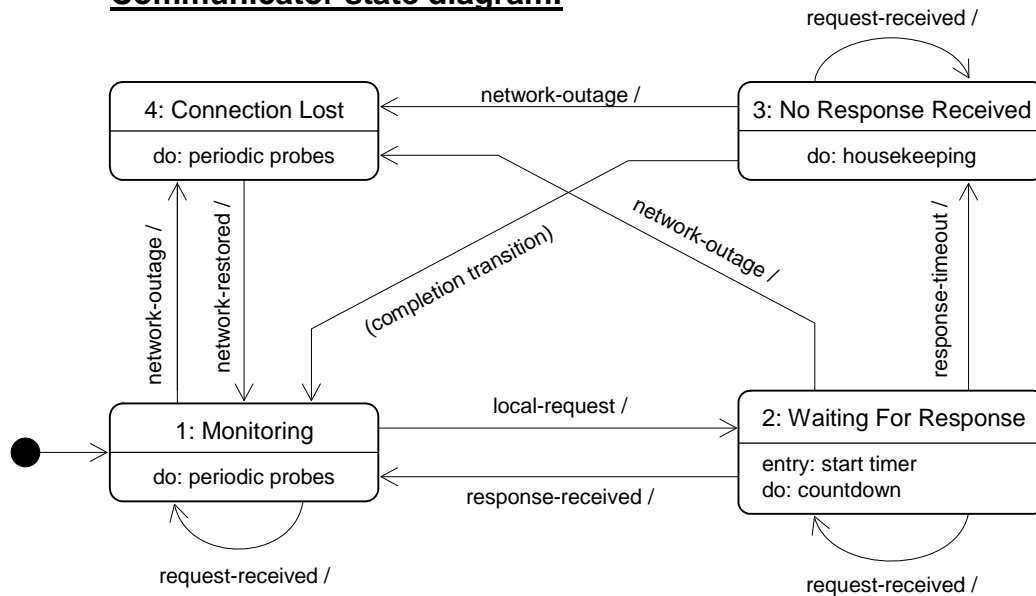 Communicator state diagram:
request-received /
4: Connection Lost
do: periodic probes
network-outage /
3: No Response Received
do: housekeeping
network-outage /
network-restored /
(completion transition)
network-outage /
response-timeout /
1: Monitoring
do: periodic probes
local-request /
response-received /
2: Waiting For Response
entry: start timer
do: countdown
request-received /
request-received /